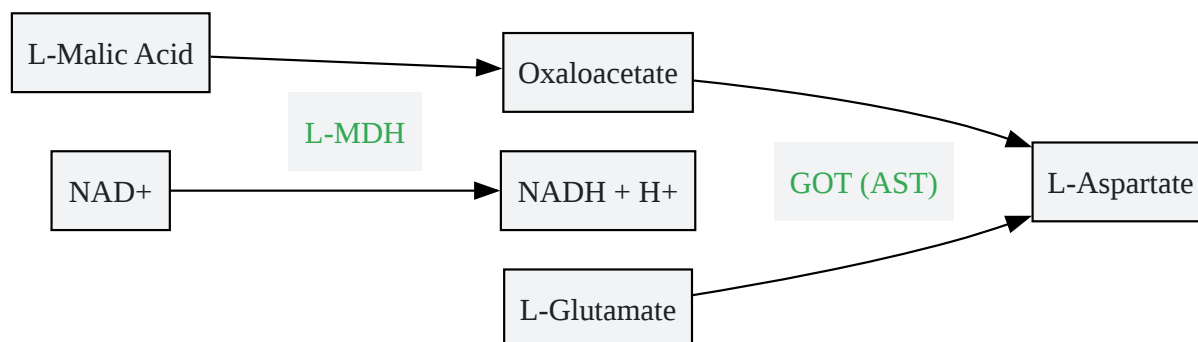 L-Malic Acid
Oxaloacetate
L-MDH
GOT (AST)
L-Aspartate
NAD+
NADH + H+
L-Glutamate